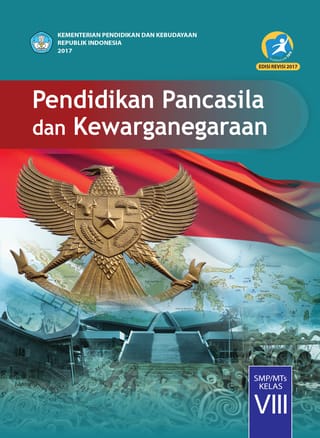 KEMENTERIAN PENDIDIKAN DAN KEBUDAYAAN
REPUBLIK INDONESIA
2017
EDISI REVISI 2017
Pendidikan Pancasila
dan Kewarganegaraan
SMP/MTs
KELAS
VIII